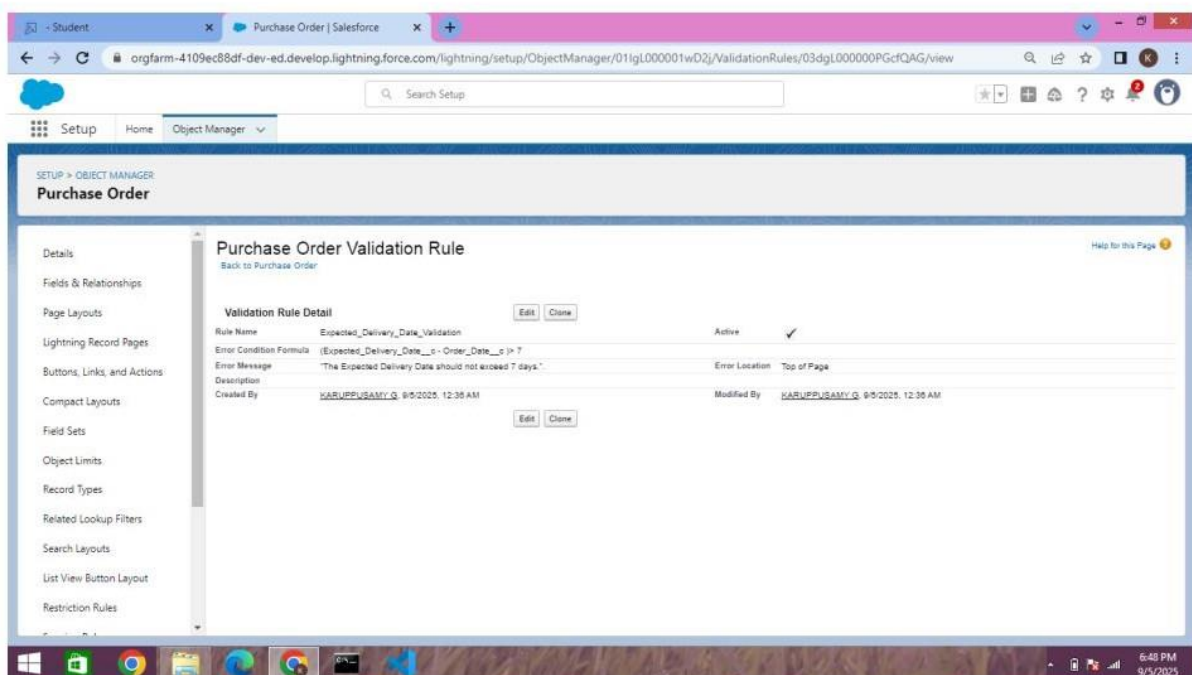 - Student
Purchase Order | Salesforce
orgfarm-4109ec88df-dev-ed.develop.lightning.force.com/lightning/setup/ObjectManager/01IgL000001wD2j/ValidationRules/03dgL000000PGcfQAG/view
K
Search Setup
2
Setup Home Object Manager
SETUP > OBJECT MANAGER
Purchase Order
Details
Fields & Relationships
Page Layouts
Lightning Record Pages
Buttons, Links, and Actions
Compact Layouts
Field Sets
Object Limits
Record Types
Related Lookup Filters
Search Layouts
List View Button Layout
Restriction Rules
Purchase Order Validation Rule
Help for this Page
Back to Purchase Order
Validation Rule Detail Edit Clone
Rule Name Expected_Delivery_Date_Validation Active
Error Condition Formula (Expected_Delivery_Date__c - Order_Date__c )> 7
Error Message "The Expected Delivery Date should not exceed 7 days.". Error Location Top of Page
Description
Created By KARUPPUSAMY G, 9/5/2025, 12:36 AM Modified By KARUPPUSAMY G, 9/5/2025, 12:36 AM
Edit Clone
6:48 PM
9/5/2025